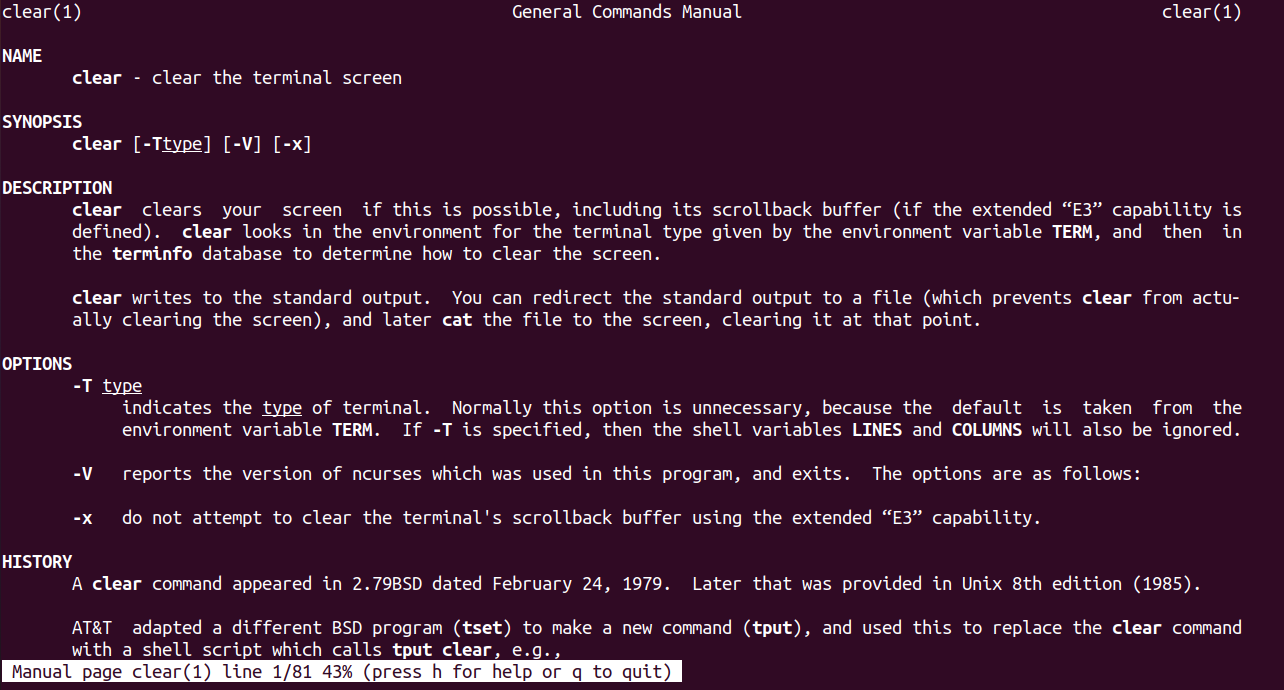 clear(1) General Commands Manual clear(1)
NAME
clear - clear the terminal screen
SYNOPSIS
clear [-Ttype] [-V] [-x]
DESCRIPTION
clear clears your screen if this is possible, including its scrollback buffer (if the extended “E3” capability is
defined). clear looks in the environment for the terminal type given by the environment variable TERM, and then in
the terminfo database to determine how to clear the screen.
clear writes to the standard output. You can redirect the standard output to a file (which prevents clear from actu-
ally clearing the screen), and later cat the file to the screen, clearing it at that point.
OPTIONS
-T type
indicates the type of terminal. Normally this option is unnecessary, because the default is taken from the
environment variable TERM. If -T is specified, then the shell variables LINES and COLUMNS will also be ignored.
-V reports the version of ncurses which was used in this program, and exits. The options are as follows:
-x do not attempt to clear the terminal's scrollback buffer using the extended “E3” capability.
HISTORY
A clear command appeared in 2.79BSD dated February 24, 1979. Later that was provided in Unix 8th edition (1985).
AT&T adapted a different BSD program (tset) to make a new command (tput), and used this to replace the clear command
with a shell script which calls tput clear, e.g.,
Manual page clear(1) line 1/81 43% (press h for help or q to quit)